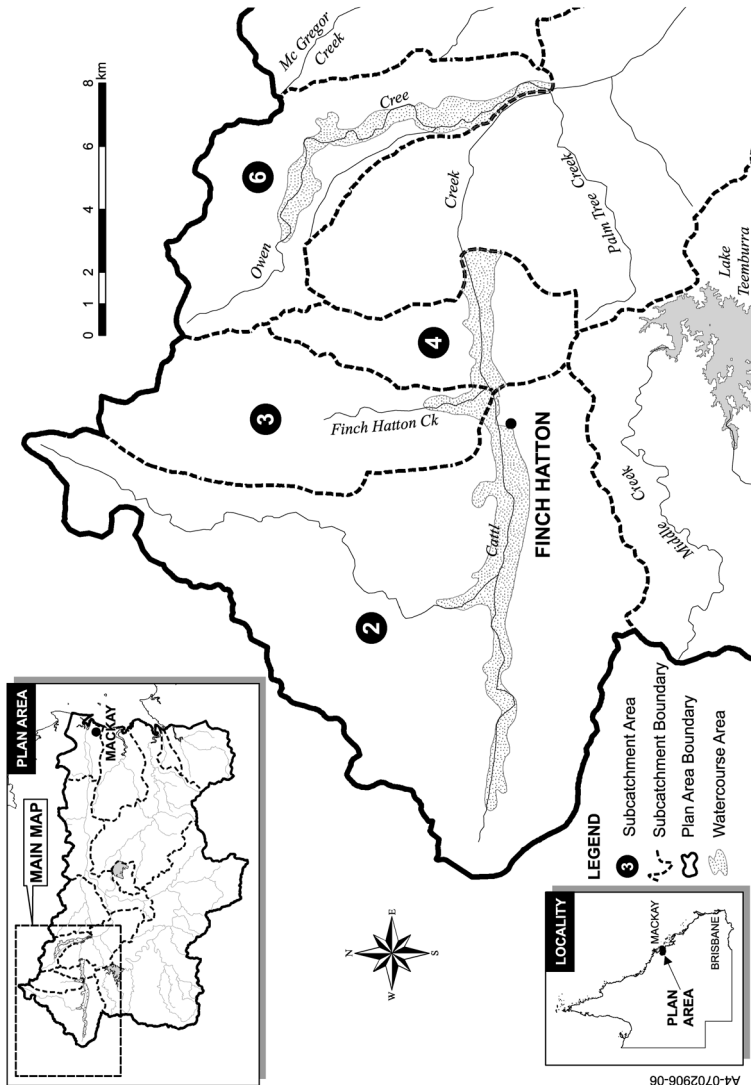 PLAN AREA
MAIN MAP
MACKAY
N
W
E
S
LOCALITY
MACKAY
PLAN
AREA
BRISBANE
A4-0702906-06
LEGEND
3 Subcatchment Area
Subcatchment Boundary
Plan Area Boundary
Watercourse Area
0 1 2 4 6 8
km
2
3
4
6
Finch Hatton Ck
Cattl
FINCH HATTON
Owen
Cree
Mc Gregor
Creek
Creek
Palm Tree Creek
Middle
Creek
Lake
Teemburra